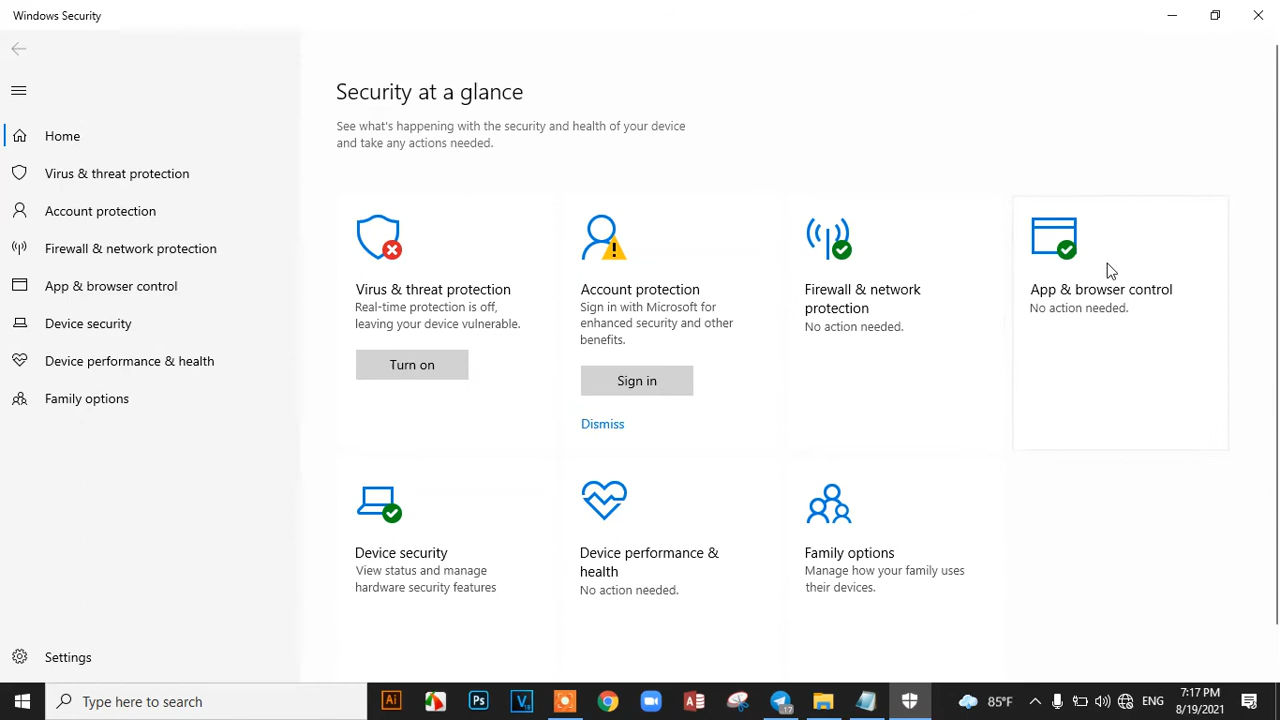 Windows Security
Home
Virus & threat protection
Account protection
Firewall & network protection
App & browser control
Device security
Device performance & health
Family options
Settings
Security at a glance
See what's happening with the security and health of your device
and take any actions needed.
Virus & threat protection
Real-time protection is off,
leaving your device vulnerable.
Turn on
Account protection
Sign in with Microsoft for
enhanced security and other
benefits.
Sign in
Dismiss
Firewall & network
protection
No action needed.
App & browser control
No action needed.
Device security
View status and manage
hardware security features
Device performance &
health
No action needed.
Family options
Manage how your family uses
their devices.
Type here to search
Ai
Ps
V
17
85°F
ENG
7:17 PM
8/19/2021